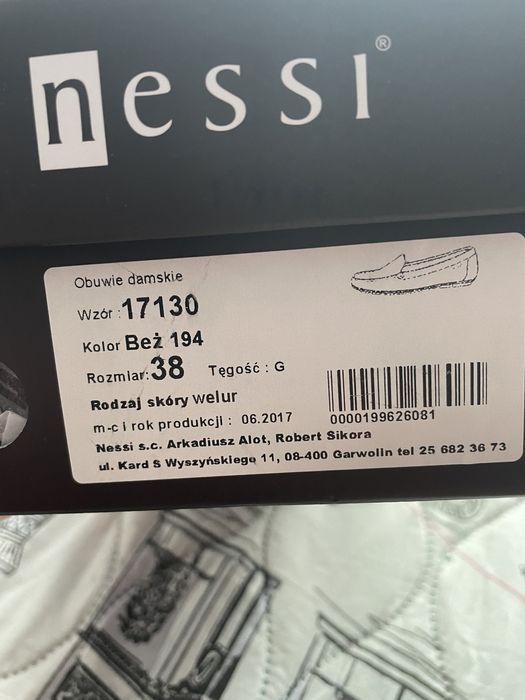 nessi®
Obuwie damskie
Wzór : 17130
Kolor Beż 194
Rozmiar: 38 Tęgość : G
Rodzaj skóry welur
m-c i rok produkcji : 06.2017
0000199626081
Nessi s.c. Arkadiusz Alot, Robert Sikora
ul. Kard S Wyszyńskiego 11, 08-400 Garwolin tel 25 682 36 73